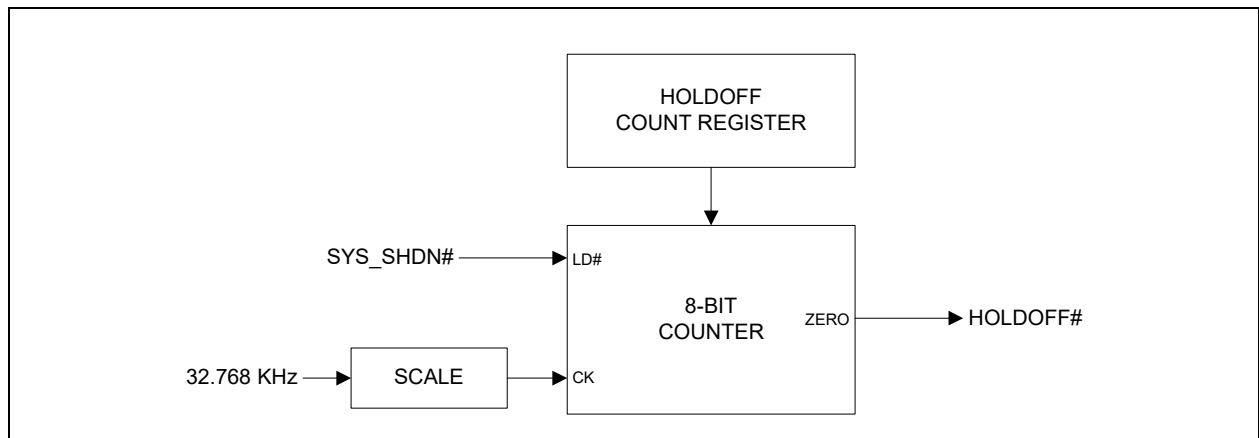 HOLDOFF
COUNT REGISTER
SYS_SHDN#
LD#
8-BIT
COUNTER
ZERO
HOLDOFF#
32.768 KHz
SCALE
CK